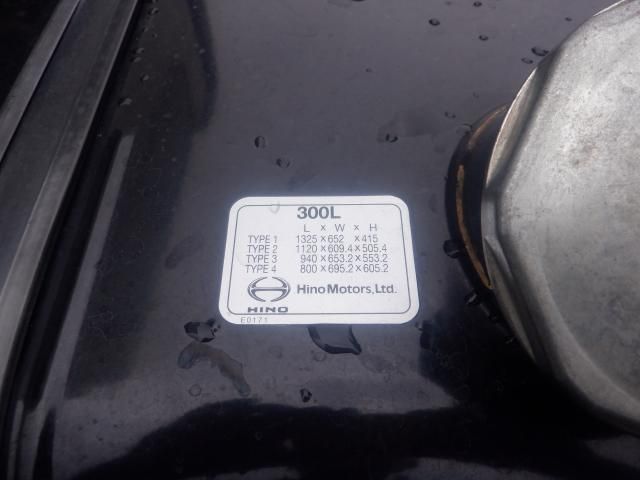 300L
L × W × H
TYPE 1 1325×652 ×415
TYPE 2 1120×609.4×505.4
TYPE 3 940×653.2×553.2
TYPE 4 800×695.2×605.2
HINO
Hino Motors, Ltd.
E0171